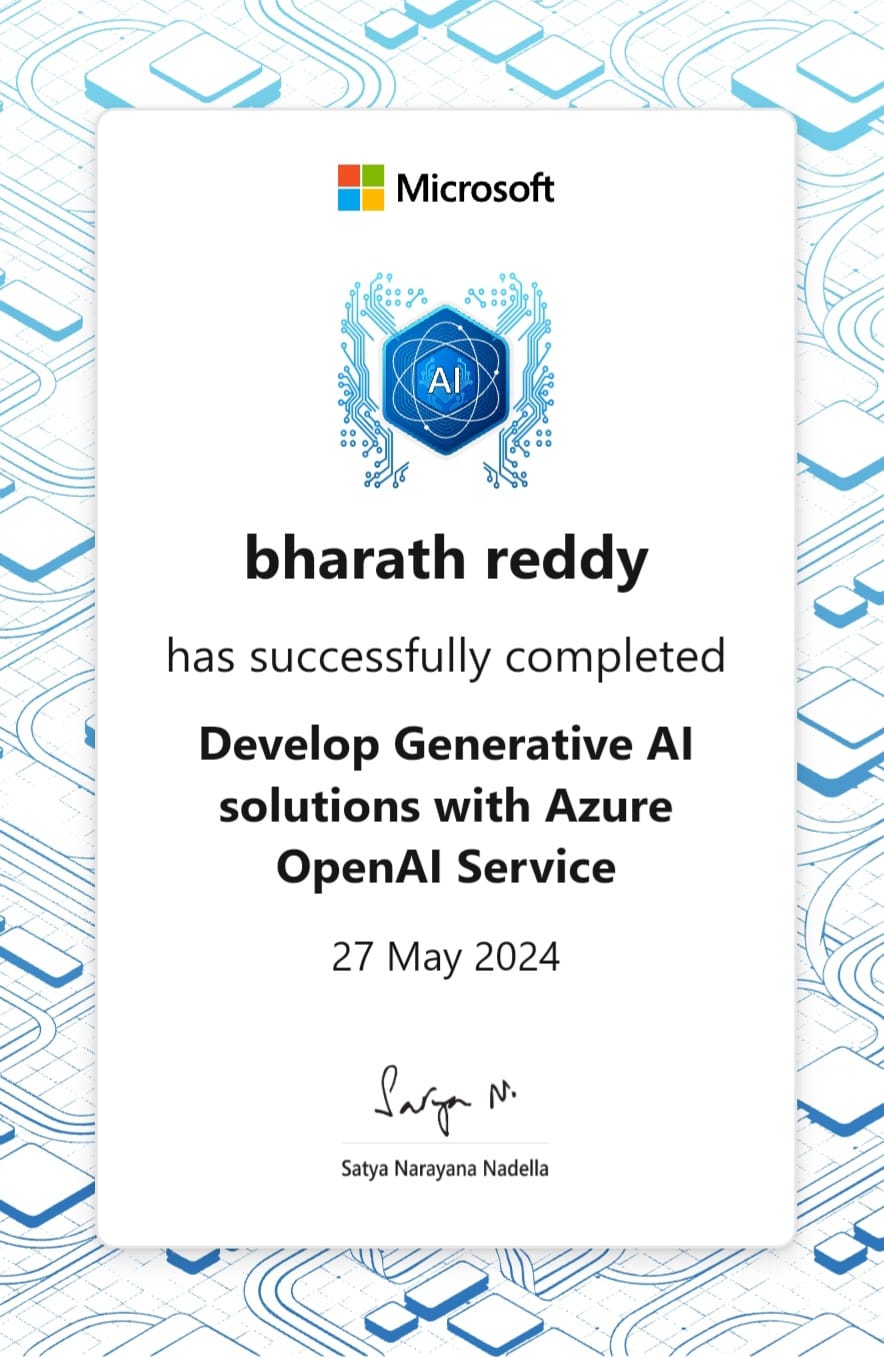 Microsoft
AI
bharath reddy
has successfully completed
Develop Generative AI
solutions with Azure
OpenAI Service
27 May 2024
Satya N.
Satya Narayana Nadella